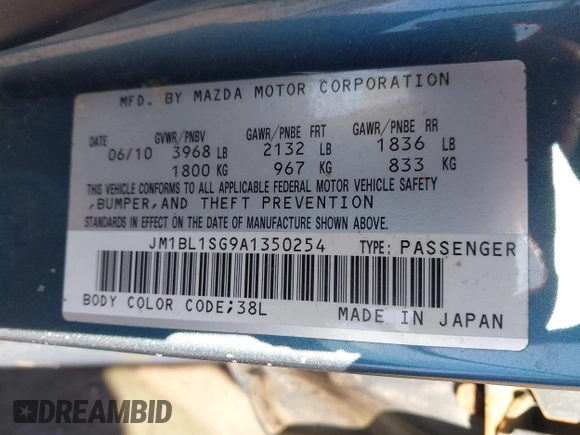 MFD. BY MAZDA MOTOR CORPORATION
DATE GVWR/PNBV GAWR/PNBE FRT GAWR/PNBE RR
06/10 3968 LB 2132 LB 1836 LB
1800 KG 967 KG 833 KG
THIS VEHICLE CONFORMS TO ALL APPLICABLE FEDERAL MOTOR VEHICLE SAFETY
,BUMPER,AND THEFT PREVENTION
STANDARDS IN EFFECT ON THE DATE OF MANUFACTURE SHOWN ABOVE.
JM1BL1SG9A1350254 TYPE: PASSENGER
BODY COLOR CODE;38L MADE IN JAPAN
DREAMBID